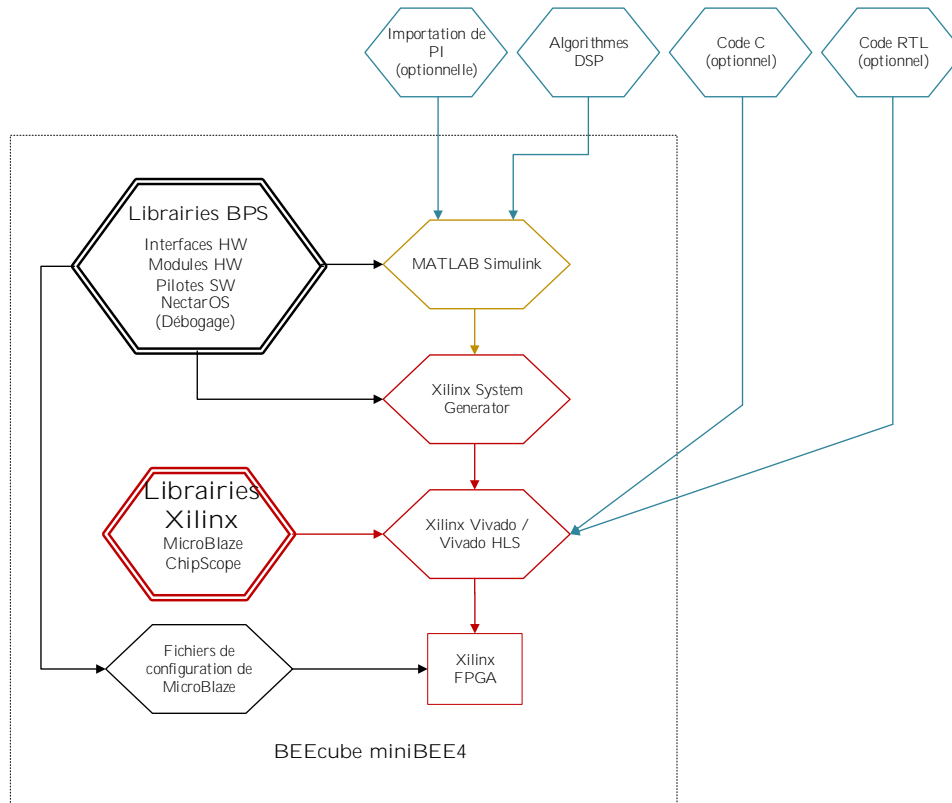 Importation de
PI
(optionnelle)
Algorithmes
DSP
Code C
(optionnel)
Code RTL
(optionnel)
Librairies BPS
Interfaces HW
Modules HW
Pilotes SW
NectarOS
(Débogage)
MATLAB Simulink
Xilinx System
Generator
Librairies
Xilinx
MicroBlaze
ChipScope
Xilinx Vivado /
Vivado HLS
Fichiers de
configuration de
MicroBlaze
Xilinx
FPGA
BEEcube miniBEE4